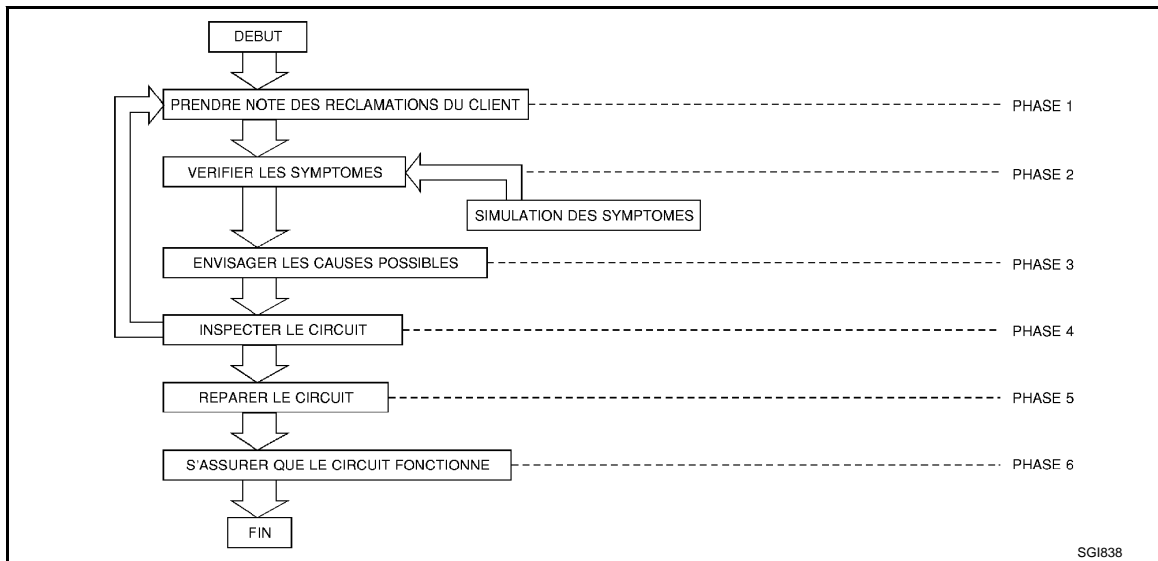 DEBUT
PRENDRE NOTE DES RECLAMATIONS DU CLIENT
PHASE 1
VERIFIER LES SYMPTOMES
PHASE 2
SIMULATION DES SYMPTOMES
ENVISAGER LES CAUSES POSSIBLES
PHASE 3
INSPECTER LE CIRCUIT
PHASE 4
REPARER LE CIRCUIT
PHASE 5
S'ASSURER QUE LE CIRCUIT FONCTIONNE
PHASE 6
FIN
SGI838